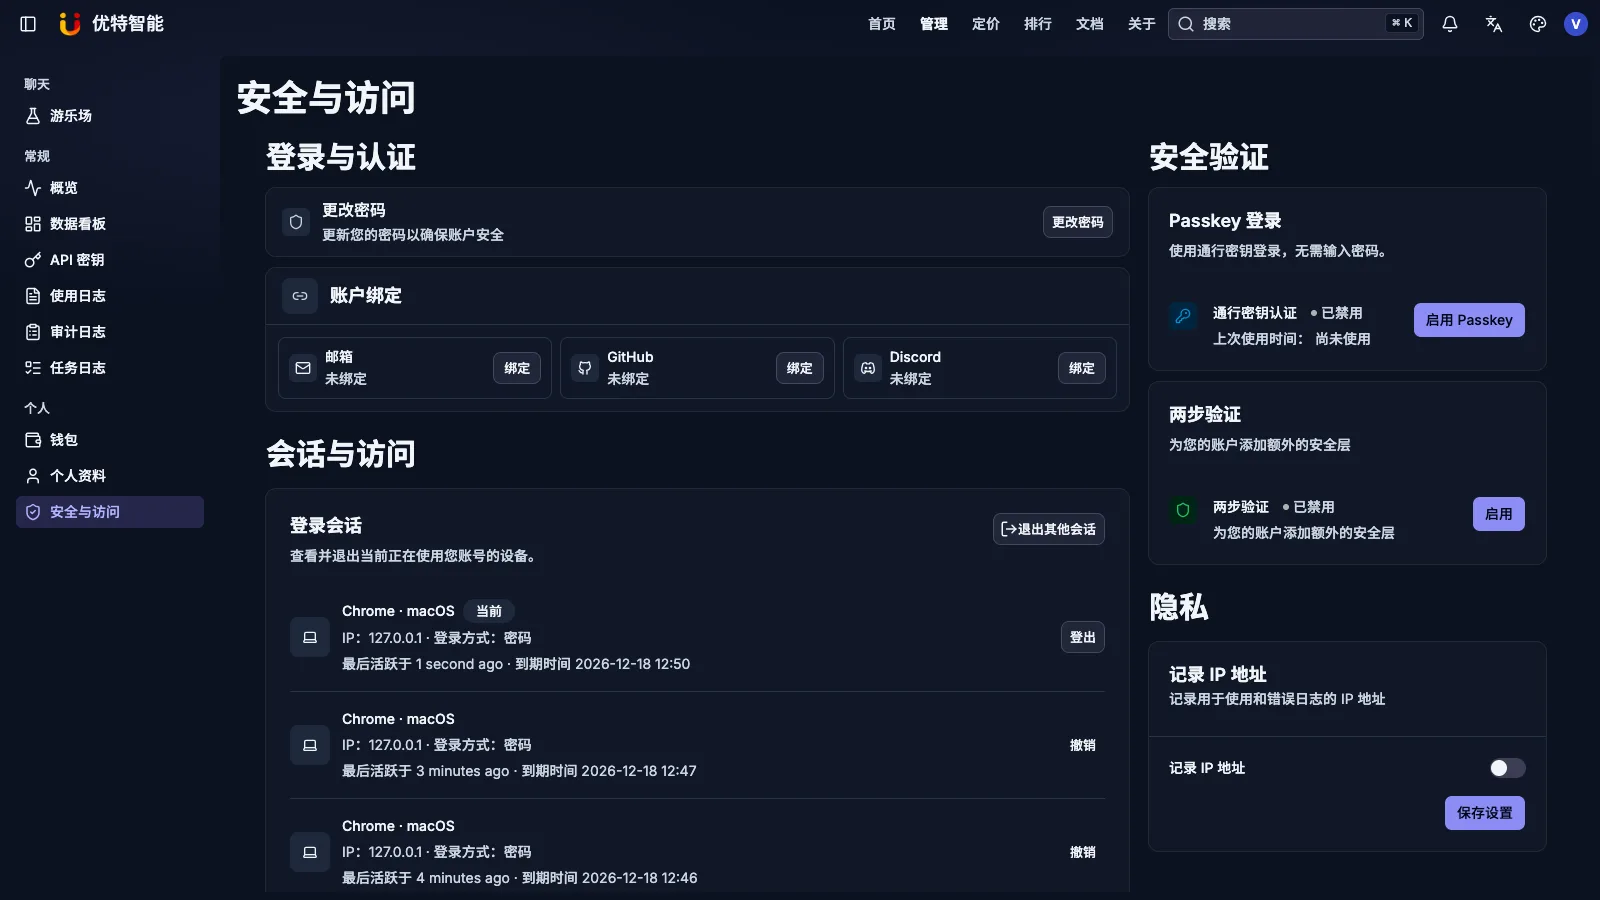 优特智能
首页
管理
定价
排行
文档
关于
搜索
⌘ K
V
聊天
游乐场
常规
概览
数据看板
API 密钥
使用日志
审计日志
任务日志
个人
钱包
个人资料
安全与访问
安全与访问
登录与认证
更改密码
更新您的密码以确保账户安全
更改密码
账户绑定
邮箱
未绑定
绑定
GitHub
未绑定
绑定
Discord
未绑定
绑定
会话与访问
登录会话
查看并退出当前正在使用您账号的设备。
退出其他会话
Chrome · macOS 当前
IP：127.0.0.1 · 登录方式：密码
最后活跃于 1 second ago · 到期时间 2026-12-18 12:50
登出
Chrome · macOS
IP：127.0.0.1 · 登录方式：密码
最后活跃于 3 minutes ago · 到期时间 2026-12-18 12:47
撤销
Chrome · macOS
IP：127.0.0.1 · 登录方式：密码
最后活跃于 4 minutes ago · 到期时间 2026-12-18 12:46
撤销
安全验证
Passkey 登录
使用通行密钥登录，无需输入密码。
通行密钥认证 • 已禁用
上次使用时间： 尚未使用
启用 Passkey
两步验证
为您的账户添加额外的安全层
两步验证 • 已禁用
为您的账户添加额外的安全层
启用
隐私
记录 IP 地址
记录用于使用和错误日志的 IP 地址
记录 IP 地址
保存设置